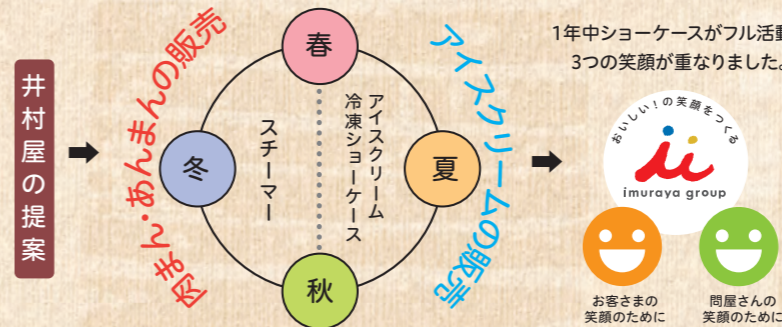 井村屋の提案
肉まん・あんまんの販売
春
冬
スチーマー
アイスクリーム
冷凍ショーケース
夏
秋
アイスクリームの販売
1年中ショーケースがフル活動
3つの笑顔が重なりました。
おいしい！の笑顔をつくる
imuraya group
お客さまの
笑顔のために
問屋さんの
笑顔のために